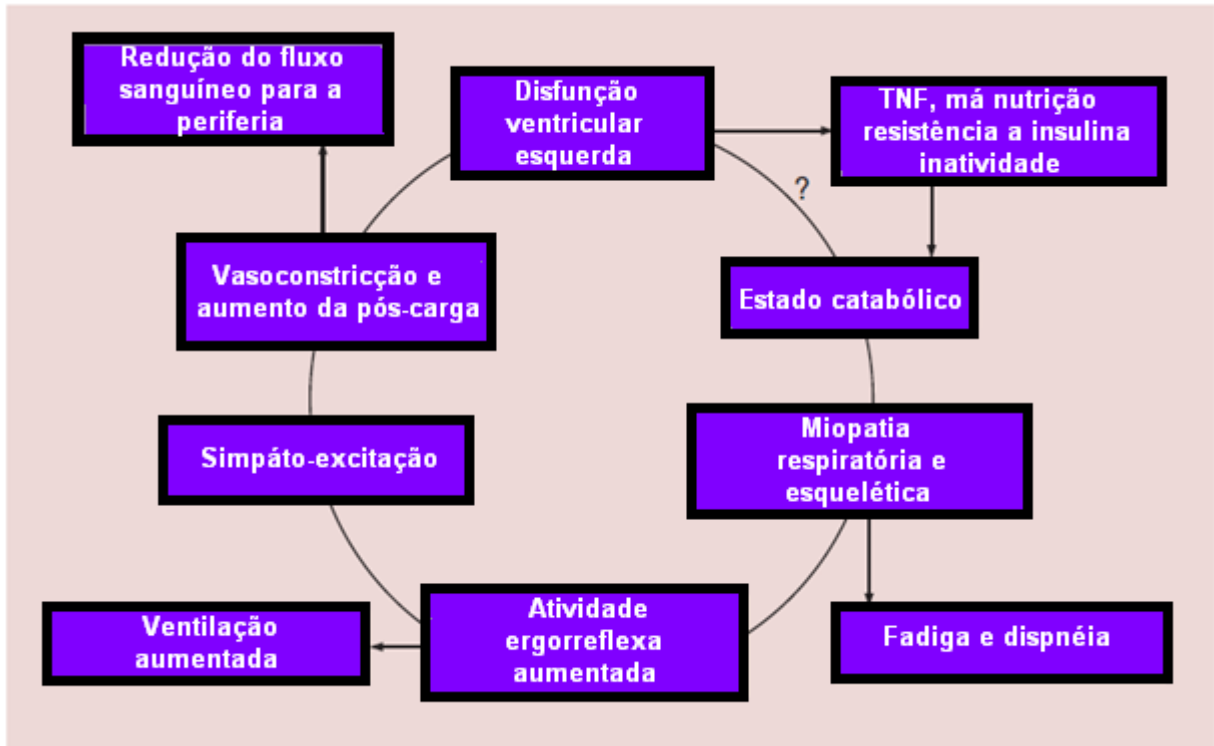 Redução do fluxo
sanguíneo para a
periferia
Disfunção
ventricular
esquerda
TNF, má nutrição
resistência a insulina
inatividade
?
Vasoconstricção e
aumento da pós-carga
Estado catabólico
Simpáto-excitação
Miopatia
respiratória e
esquelética
Ventilação
aumentada
Atividade
ergorreflexa
aumentada
Fadiga e dispnéia